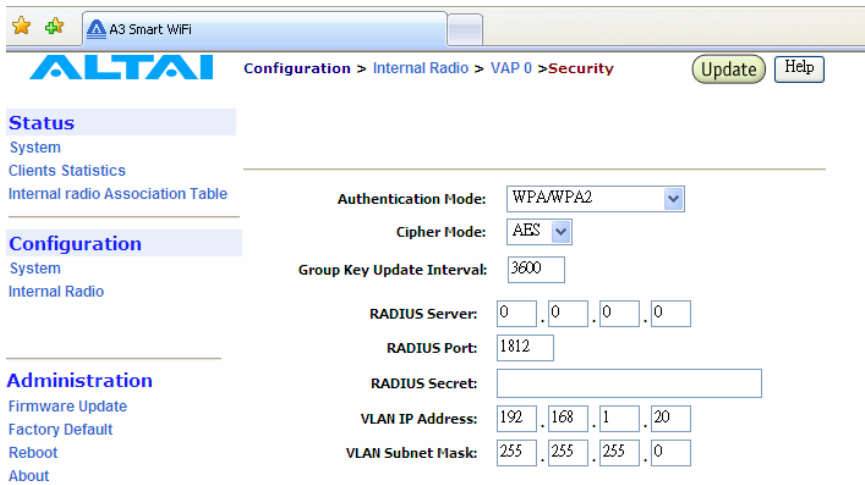 A3 Smart WiFi
ALTAI
Configuration > Internal Radio > VAP 0 >Security
Update
Help
Status
System
Clients Statistics
Internal radio Association Table
Configuration
System
Internal Radio
Administration
Firmware Update
Factory Default
Reboot
About
Authentication Mode: WPA/WPA2
Cipher Mode: AES
Group Key Update Interval: 3600
RADIUS Server: 0 . 0 . 0 . 0
RADIUS Port: 1812
RADIUS Secret:
VLAN IP Address: 192 . 168 . 1 . 20
VLAN Subnet Mask: 255 . 255 . 255 . 0